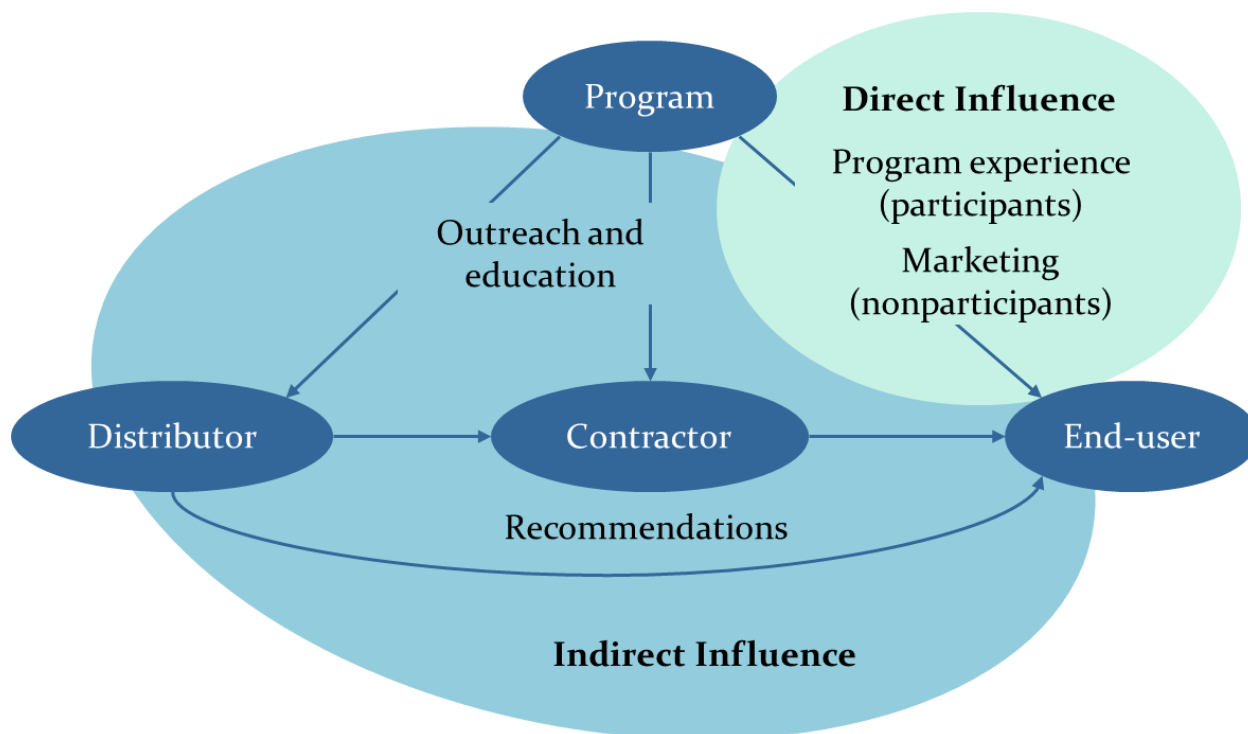 Program
Direct Influence
Program experience
(participants)
Outreach and
education
Marketing
(nonparticipants)
Distributor
Contractor
End-user
Recommendations
Indirect Influence